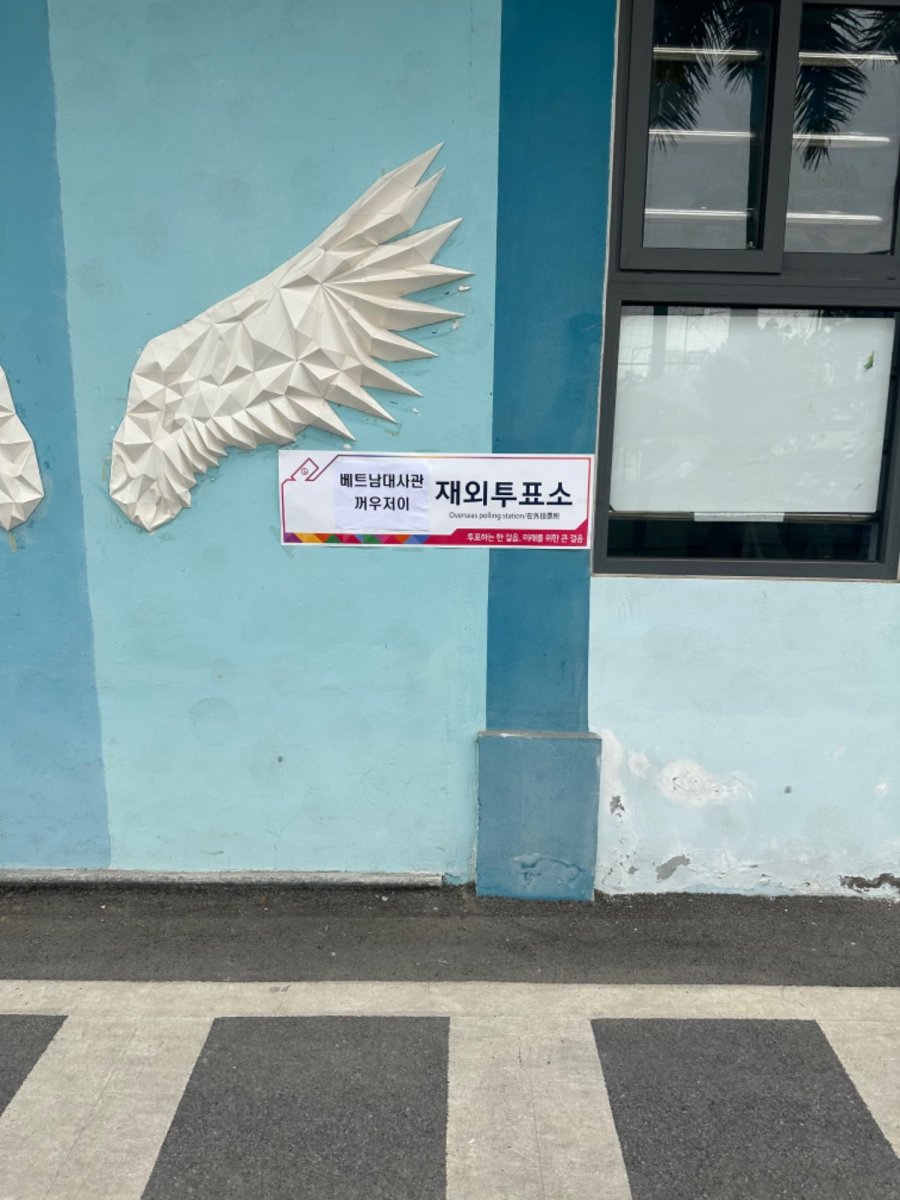 베트남대사관
꺼우저이
재외투표소
Overseas polling station/在外投票所
투표하는 한 걸음, 미래를 위한 큰 걸음